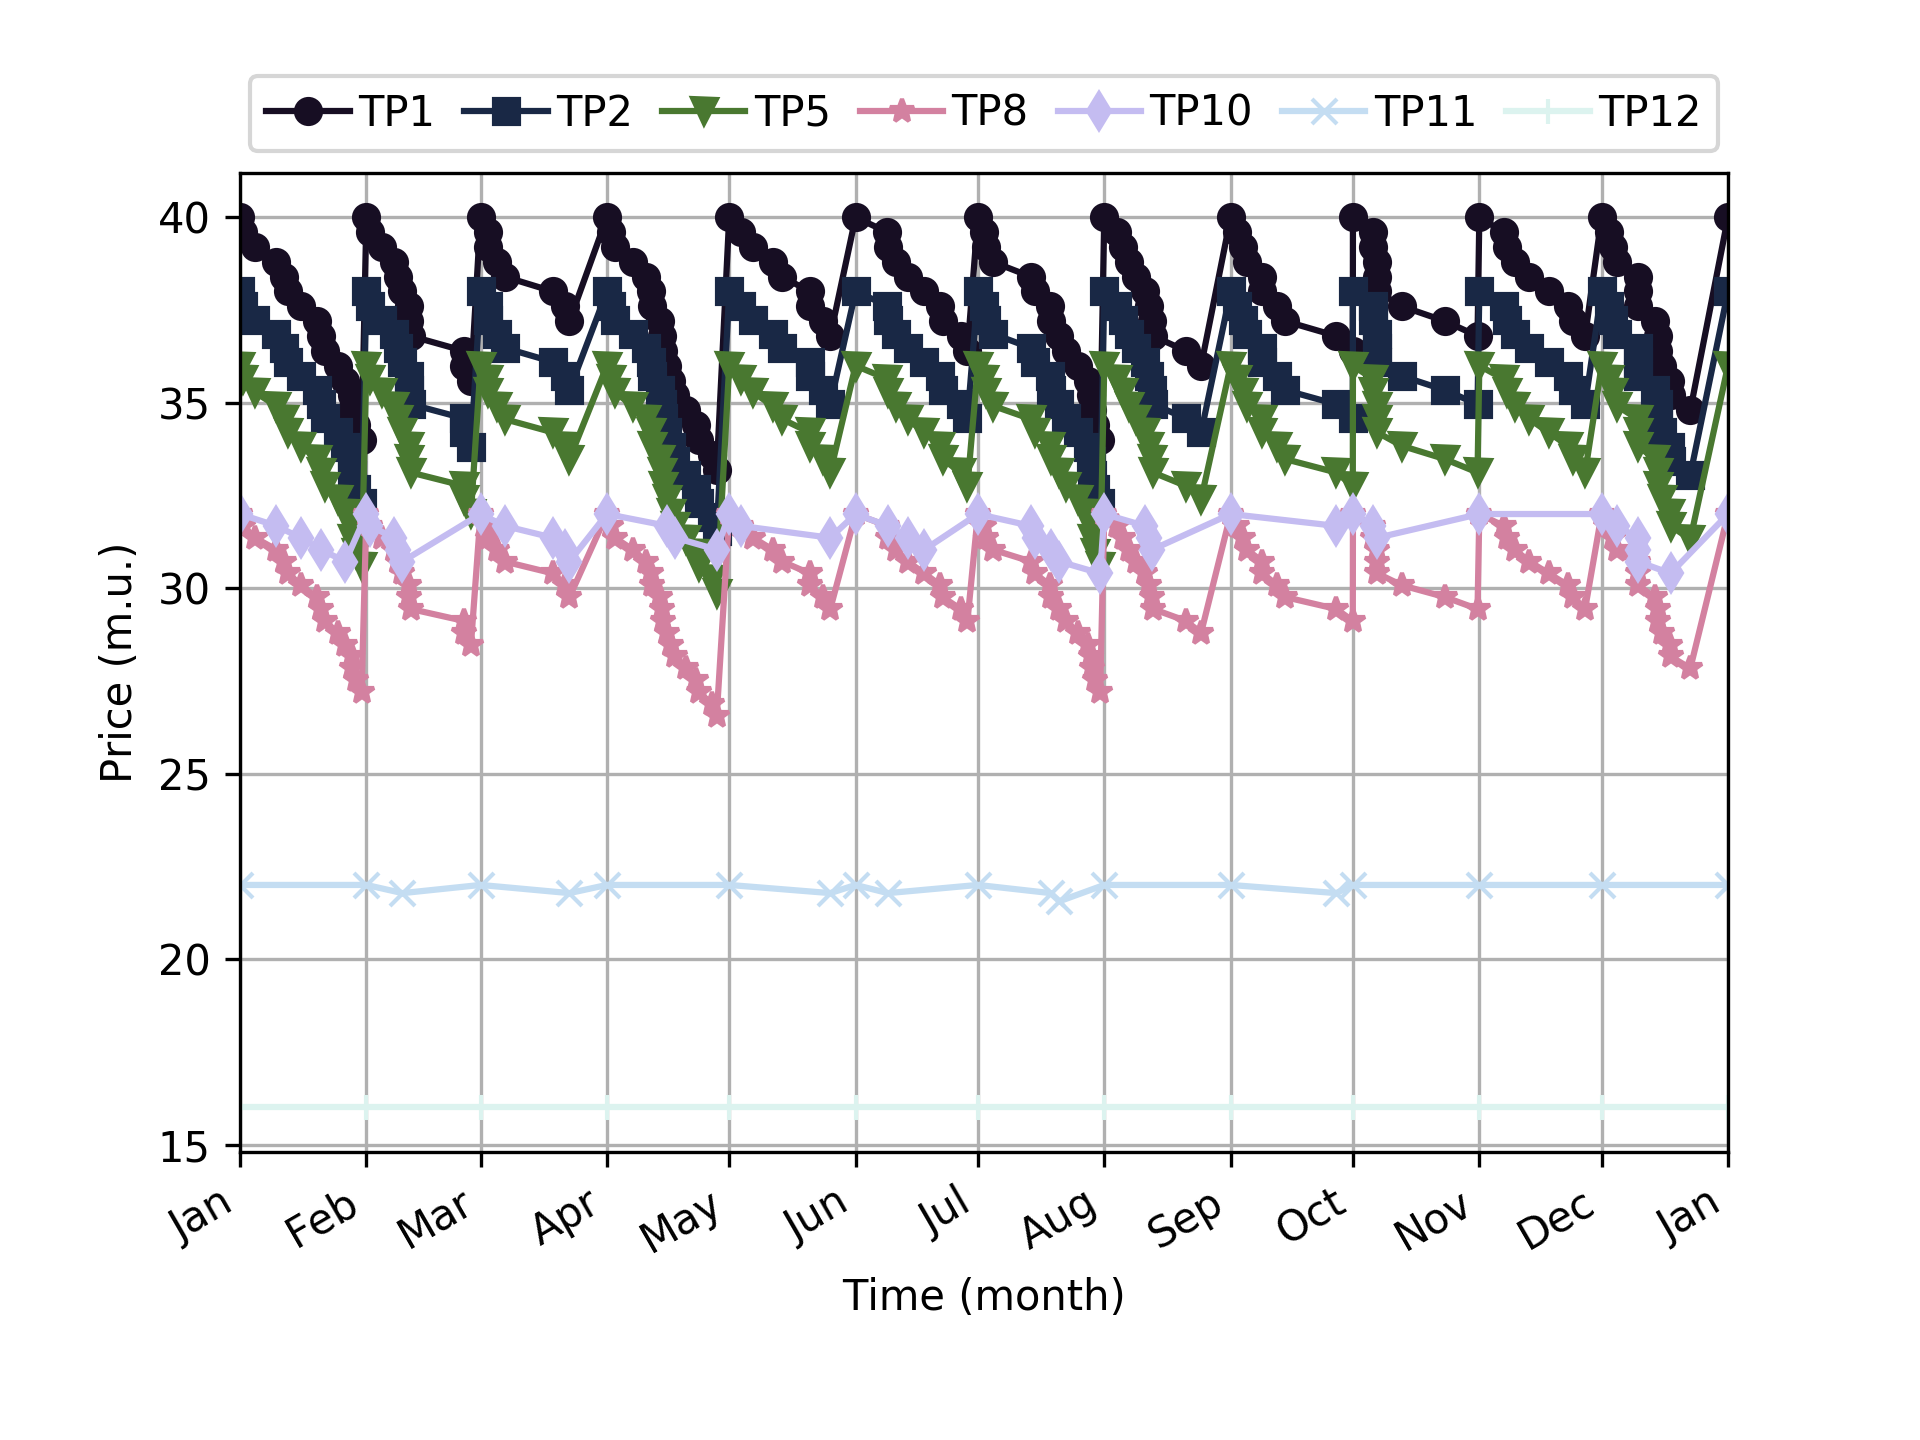 TP1 TP2 TP5 TP8 TP10 TP11 TP12
40
35
30
25
20
15
Price (m.u.)
Jan Feb Mar Apr May Jun Jul Aug Sep Oct Nov Dec Jan
Time (month)